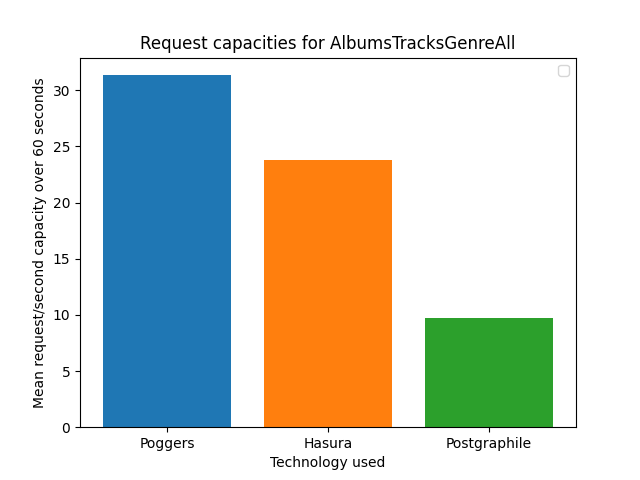 Request capacities for AlbumsTracksGenreAll
Mean request/second capacity over 60 seconds
30
25
20
15
10
5
0
Poggers Hasura Postgraphile
Technology used